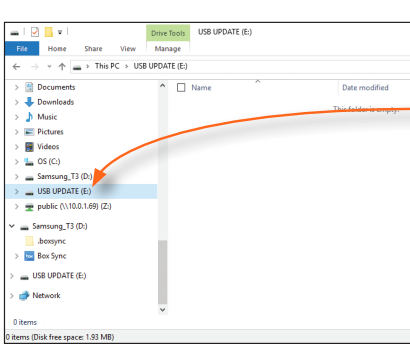 Drive Tools USB UPDATE (E:)
File Home Share View Manage
This PC > USB UPDATE (E:)
Documents
Downloads
Music
Pictures
Videos
OS (C:)
Samsung_T3 (D:)
USB UPDATE (E:)
public (\\10.0.1.69) (Z:)
Samsung_T3 (D:)
.boxsync
Box Sync
USB UPDATE (E:)
Network
Name Date modified
This folder is empty.
0 items
0 items (Disk free space: 1.93 MB)